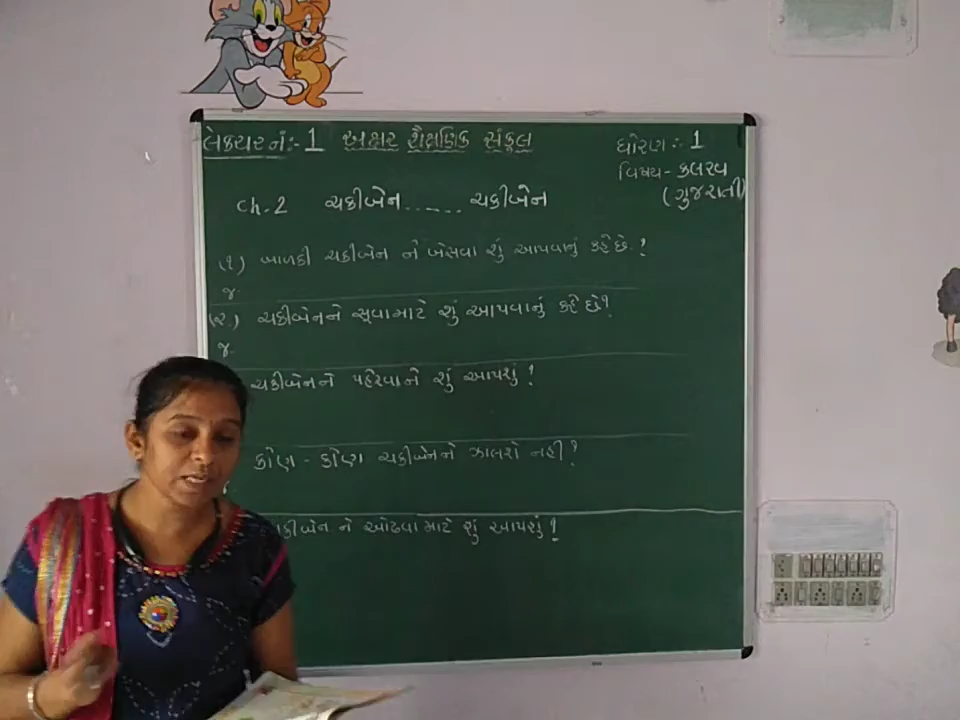 લેક્ચર નં:- 1 અક્ષર શૈક્ષણિક સંકુલ
ધોરણ :- 1
વિષય - કલરવ
(ગુજરાતી)
Ch. 2 ચકીબેન ...... ચકીબેન
(૧) બાળકી ચકીબેન ને બેસવા શું આપવાનું કહે છે. ?
જ.
(૨.) ચકીબેનને સૂવા માટે શું આપવાનું કહે છે ?
જ.
ચકીબેનને પહેરવાને શું આપશું ?
કોણ - કોણ ચકીબેનને ઝાલશે નહી ?
કીબેન ને ઓઢવા માટે શું આપશું ?